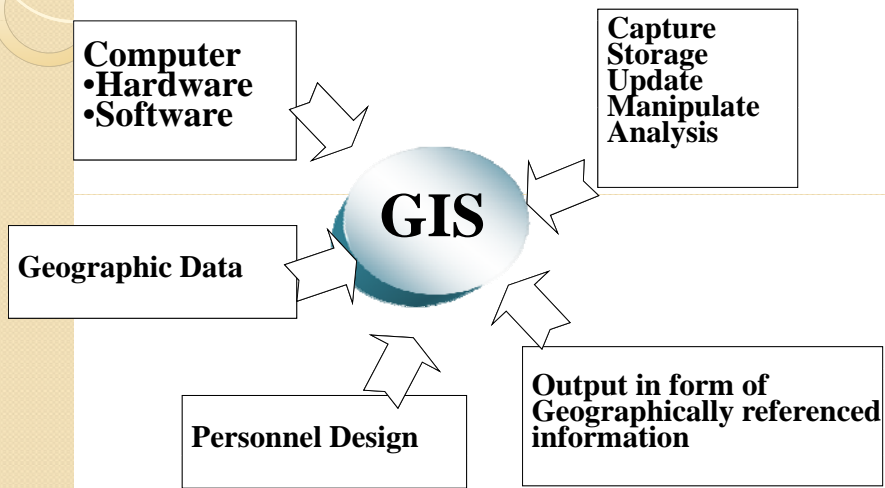 Computer
•Hardware
•Software
Capture
Storage
Update
Manipulate
Analysis
GIS
Geographic Data
Personnel Design
Output in form of
Geographically referenced
information